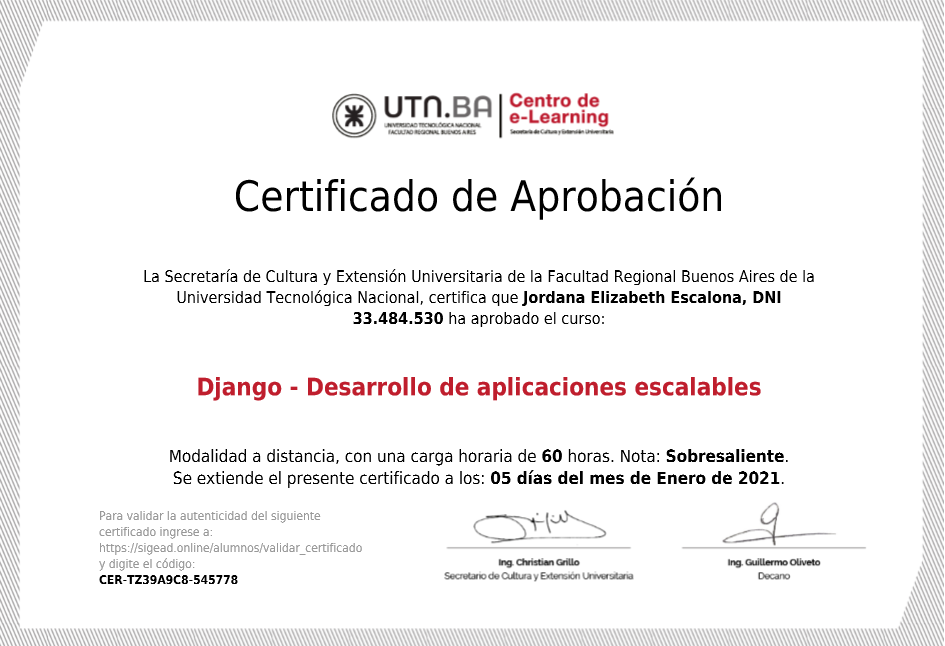 UTN.BA
UNIVERSIDAD TECNOLÓGICA NACIONAL
FACULTAD REGIONAL BUENOS AIRES
Centro de
e-Learning
Secretaría de Cultura y Extensión Universitaria
Certificado de Aprobación
La Secretaría de Cultura y Extensión Universitaria de la Facultad Regional Buenos Aires de la
Universidad Tecnológica Nacional, certifica que Jordana Elizabeth Escalona, DNI
33.484.530 ha aprobado el curso:
Django - Desarrollo de aplicaciones escalables
Modalidad a distancia, con una carga horaria de 60 horas. Nota: Sobresaliente.
Se extiende el presente certificado a los: 05 días del mes de Enero de 2021.
Para validar la autenticidad del siguiente
certificado ingrese a:
https://sigead.online/alumnos/validar_certificado
y digite el código:
CER-TZ39A9C8-545778
Ing. Christian Grillo
Secretario de Cultura y Extensión Universitaria
Ing. Guillermo Oliveto
Decano